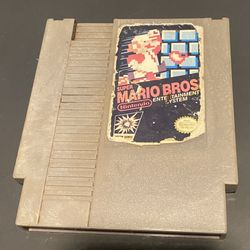 SUPER
MARIO BROS
Nintendo
ENTERTAINMENT
SYSTEM